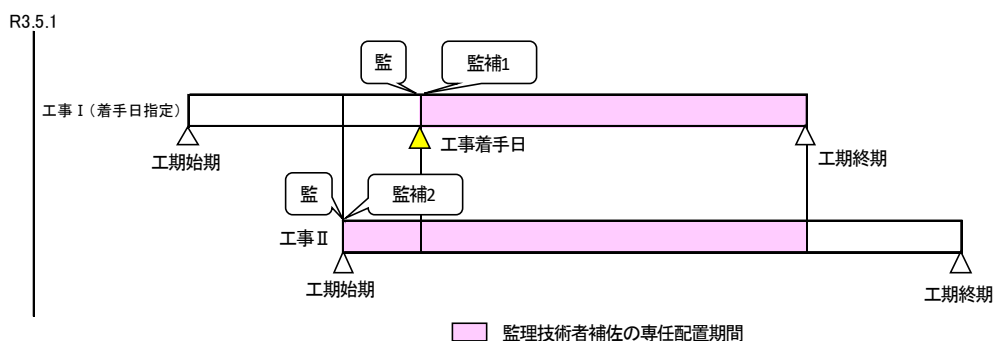 R3.5.1
監
監補1
工事Ⅰ(着手日指定)
工事着手日
工期始期
工期終期
監
監補2
工事Ⅱ
工期始期
工期終期
監理技術者補佐の専任配置期間